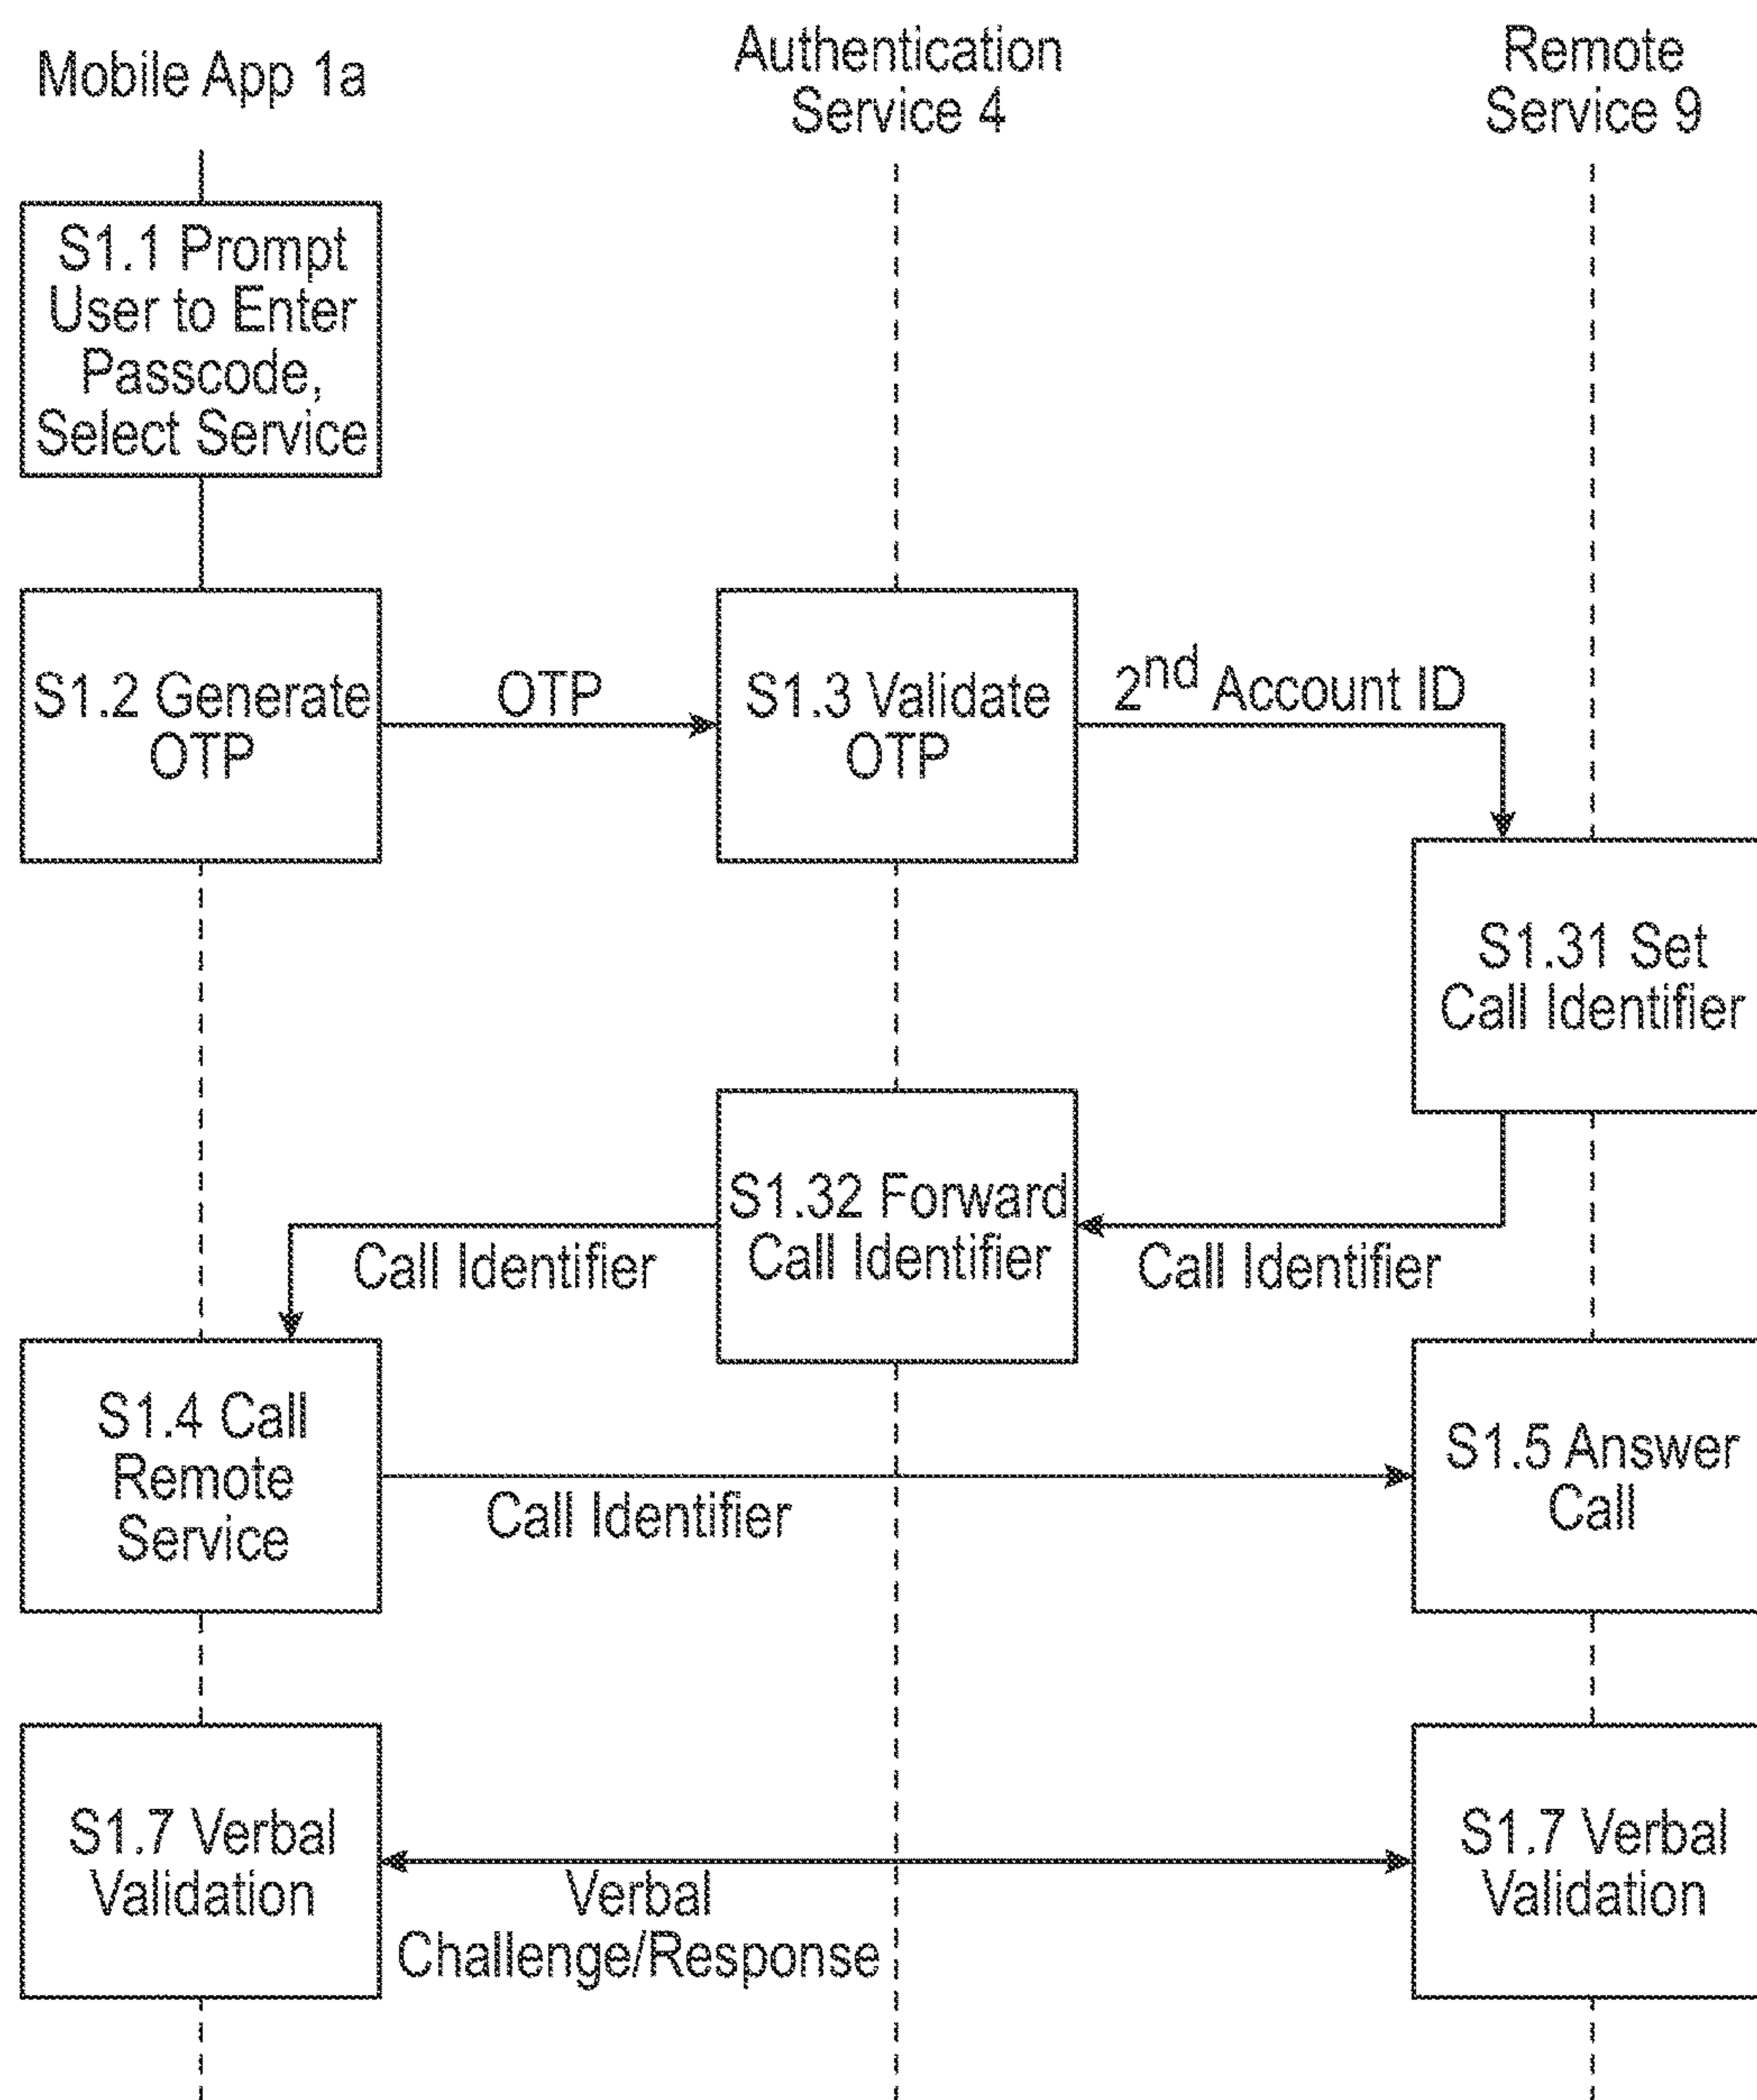 Mobile App 1a
Authentication
Service 4
Remote
Service 9
S1.1 Prompt
User to Enter
Passcode,
Select Service
S1.2 Generate
OTP
OTP
S1.3 Validate
OTP
2nd Account ID
S1.31 Set
Call Identifier
S1.32 Forward
Call Identifier
Call Identifier
Call Identifier
S1.4 Call
Remote
Service
Call Identifier
S1.5 Answer
Call
S1.7 Verbal
Validation
Verbal
Challenge/Response
S1.7 Verbal
Validation